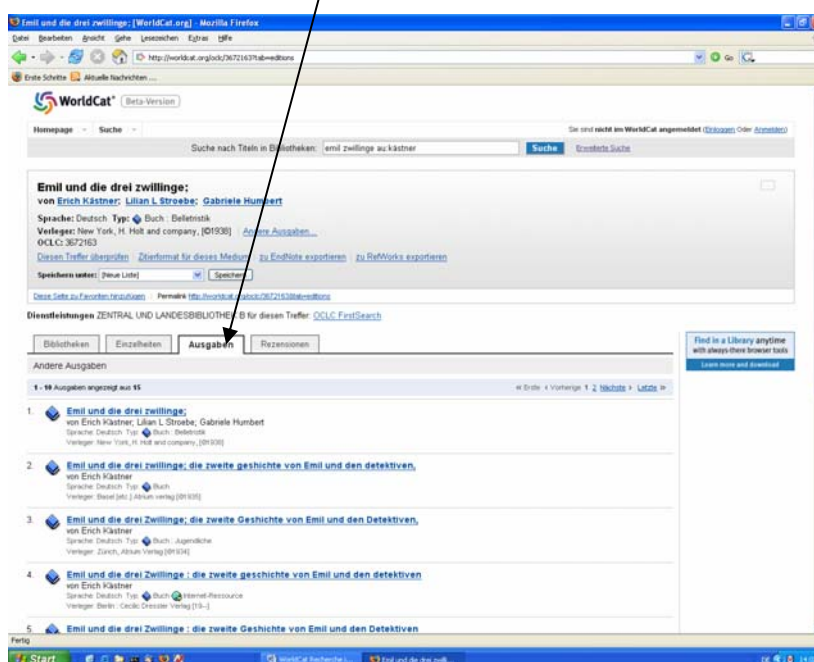 Emil und die drei zwillinge; [WorldCat.org] - Mozilla Firefox
Datei Bearbeiten Ansicht Gehe Lesezeichen Extras Hilfe
http://worldcat.org/oclc/3672163?tab=editions
Erste Schritte Aktuelle Nachrichten ...
WorldCat® Beta-Version
Homepage Suche Sie sind nicht im WorldCat angemeldet (Einloggen Oder Anmelden)
Suche nach Titeln in Bibliotheken: emil zwillinge au:kästner Suche Erweiterte Suche
Emil und die drei zwillinge;
von Erich Kästner; Lilian L Stroebe; Gabriele Humbert
Sprache: Deutsch Typ: Buch : Belletristik
Verleger: New York, H. Holt and company, [©1938] Andere Ausgaben...
OCLC: 3672163
Diesen Treffer überprüfen Zitierformat für dieses Medium zu EndNote exportieren zu RefWorks exportieren
Speichern unter: [Neue Liste] Speichern
Diese Seite zu Favoriten hinzufügen Permalink http://worldcat.org/oclc/3672163&tab=editions
Dienstleistungen ZENTRAL UND LANDESBIBLIOTHEK B für diesen Treffer: OCLC FirstSearch
Bibliotheken Einzelheiten Ausgaben Rezensionen
Find in a Library anytime
with always-there browser tools
Learn more and download
Andere Ausgaben
1 - 10 Ausgaben angezeigt aus 15 « Erste ‹ Vorherige 1 2 Nächste › Letzte »
1. Emil und die drei zwillinge;
von Erich Kästner; Lilian L Stroebe; Gabriele Humbert
Sprache: Deutsch Typ: Buch : Belletristik
Verleger: New York, H. Holt and company, [©1938]
2. Emil und die drei zwillinge; die zweite geshichte von Emil und den detektiven,
von Erich Kästner
Sprache: Deutsch Typ: Buch
Verleger: Basel [etc.] Atrium verlag [©1935]
3. Emil und die drei Zwillinge; die zweite Geshichte von Emil und den Detektiven,
von Erich Kästner
Sprache: Deutsch Typ: Buch : Jugendliche
Verleger: Zürich, Atrium Verlag [©1934]
4. Emil und die drei Zwillinge : die zweite geschichte von Emil und den detektiven
von Erich Kästner
Sprache: Deutsch Typ: Buch Internet-Ressource
Verleger: Berlin : Cecilic Dressler Verlag [19--]
5. Emil und die drei Zwillinge : die zweite Geschichte von Emil und den Detektiven
Fertig
Start WorldCat Recherche i... Emil und die drei zwilli... DE